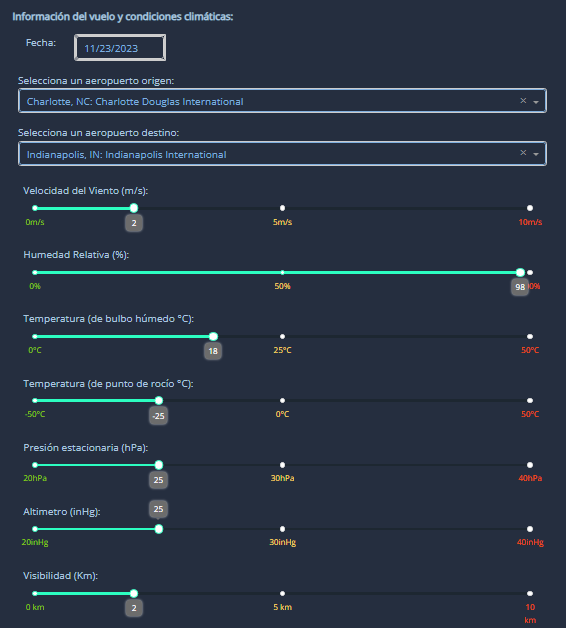 Información del vuelo y condiciones climáticas:
Fecha: 11/23/2023
Selecciona un aeropuerto origen:
Charlotte, NC: Charlotte Douglas International × 
Selecciona un aeropuerto destino:
Indianapolis, IN: Indianapolis International ×
Velocidad del Viento (m/s):
0m/s 2 5m/s 10m/s
Humedad Relativa (%):
0% 50% 98 0%
Temperatura (de bulbo húmedo °C):
0°C 18 25°C 50°C
Temperatura (de punto de rocío °C):
-50°C -25 0°C 50°C
Presión estacionaria (hPa):
20hPa 25 30hPa 40hPa
25
Altimetro (inHg):
20inHg 30inHg 40inHg
Visibilidad (Km):
0 km 2 5 km 10
km